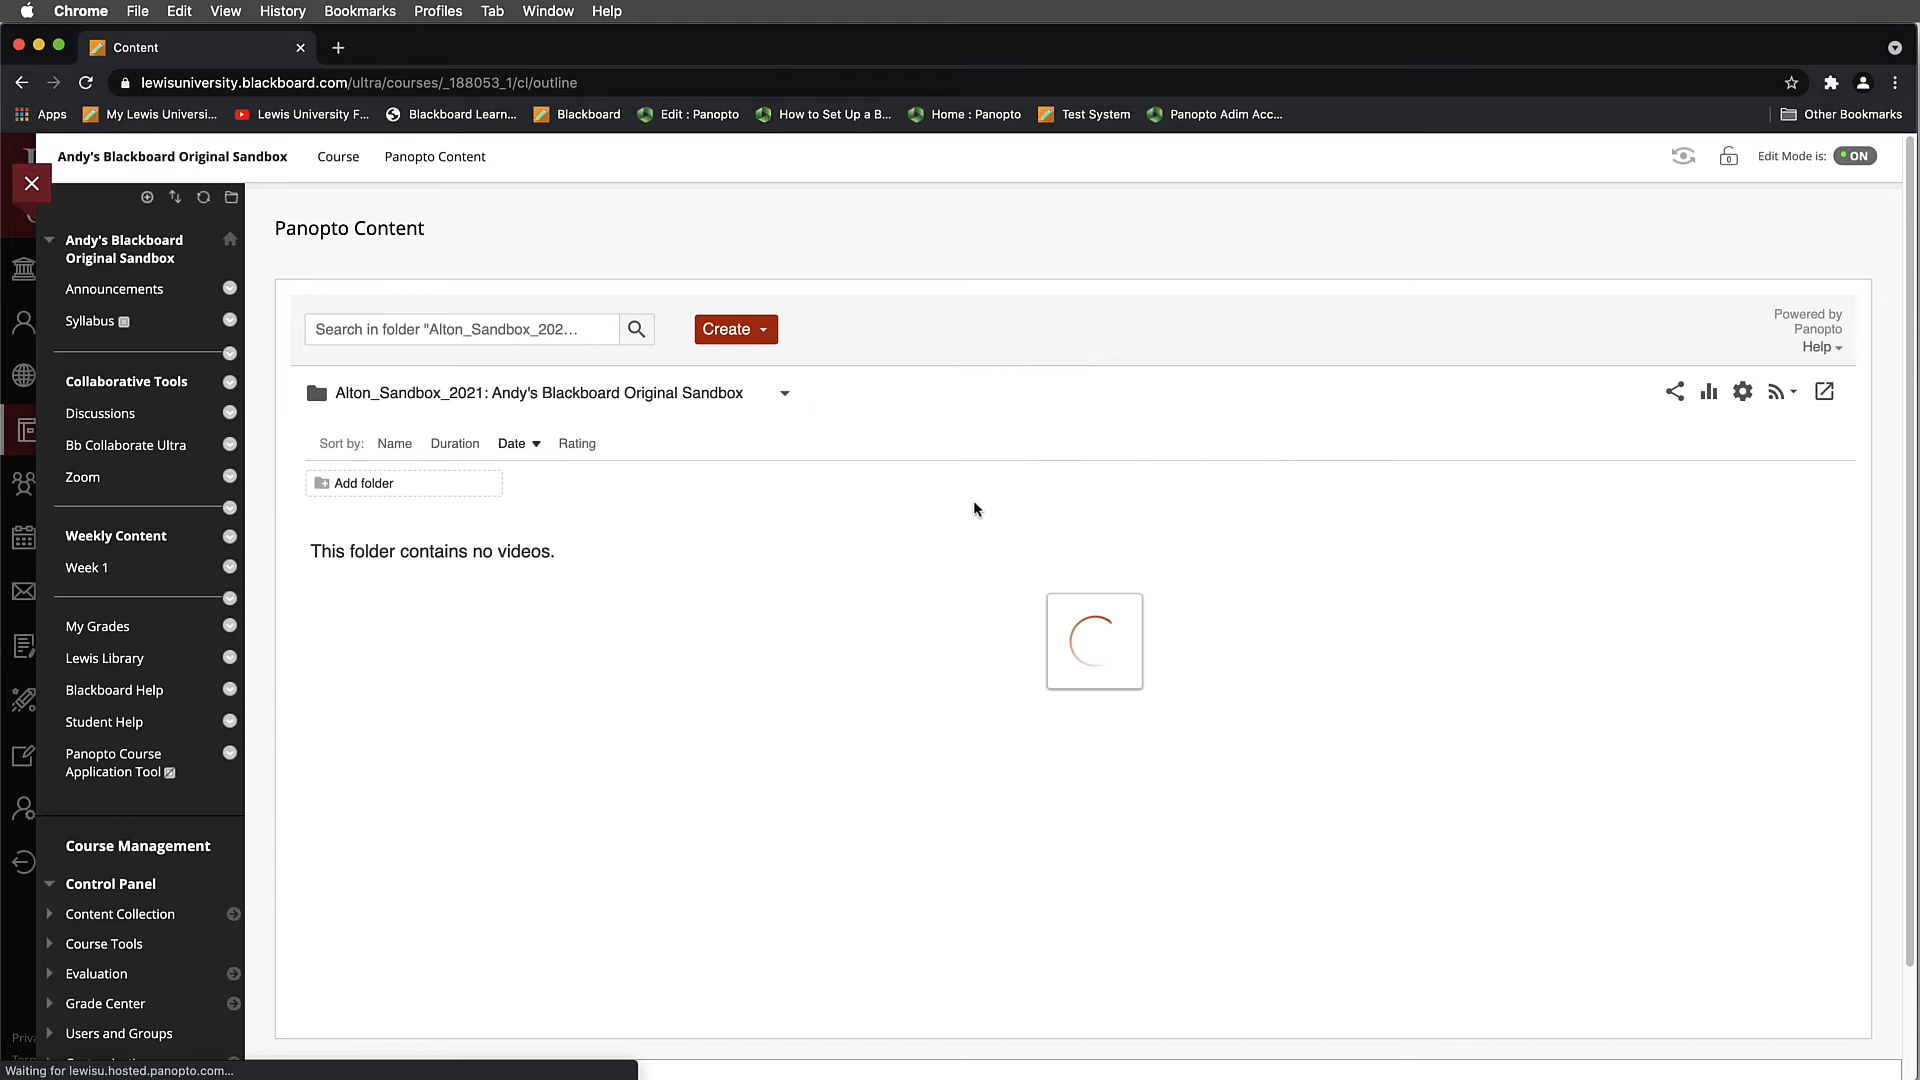 Chrome File Edit View History Bookmarks Profiles Tab Window Help
Content
lewisuniversity.blackboard.com/ultra/courses/_188053_1/cl/outline
Apps My Lewis Universi... Lewis University F... Blackboard Learn... Blackboard Edit : Panopto How to Set Up a B... Home : Panopto Test System Panopto Adim Acc... Other Bookmarks
Andy's Blackboard Original Sandbox Course Panopto Content Edit Mode is: ON
Andy's Blackboard
Original Sandbox
Announcements
Syllabus
Collaborative Tools
Discussions
Bb Collaborate Ultra
Zoom
Weekly Content
Week 1
My Grades
Lewis Library
Blackboard Help
Student Help
Panopto Course
Application Tool
Course Management
Control Panel
Content Collection
Course Tools
Evaluation
Grade Center
Users and Groups
Panopto Content
Search in folder "Alton_Sandbox_202...
Create
Powered by
Panopto
Help
Alton_Sandbox_2021: Andy's Blackboard Original Sandbox
Sort by: Name Duration Date Rating
Add folder
This folder contains no videos.
Waiting for lewisu.hosted.panopto.com...